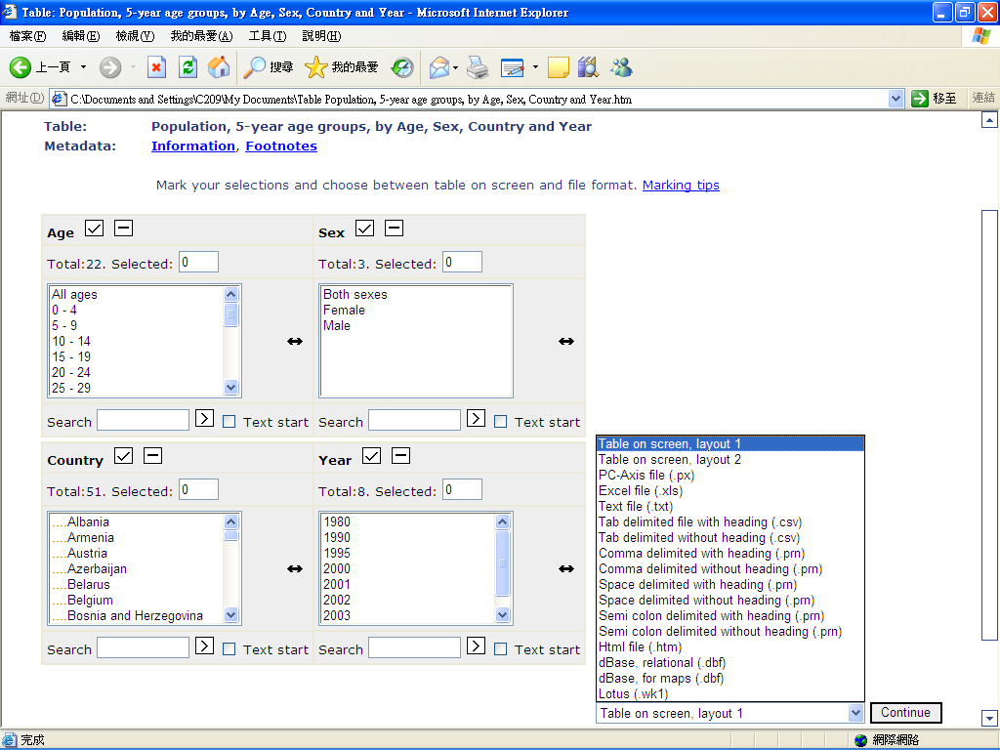 Table: Population, 5-year age groups, by Age, Sex, Country and Year - Microsoft Internet Explorer
檔案(F) 編輯(E) 檢視(V) 我的最愛(A) 工具(T) 說明(H)
上一頁 搜尋 我的最愛
網址(D) C:\Documents and Settings\C209\My Documents\Table Population, 5-year age groups, by Age, Sex, Country and Year.htm 移至 連結
Table: Population, 5-year age groups, by Age, Sex, Country and Year
Metadata: Information, Footnotes
Mark your selections and choose between table on screen and file format. Marking tips
Age
Total:22. Selected: 0
All ages
0 - 4
5 - 9
10 - 14
15 - 19
20 - 24
25 - 29
Search Text start
Sex
Total:3. Selected: 0
Both sexes
Female
Male
Search Text start
Country
Total:51. Selected: 0
....Albania
....Armenia
....Austria
....Azerbaijan
....Belarus
....Belgium
....Bosnia and Herzegovina
Search Text start
Year
Total:8. Selected: 0
1980
1990
1995
2000
2001
2002
2003
Search Text start
Table on screen, layout 1
Table on screen, layout 2
PC-Axis file (.px)
Excel file (.xls)
Text file (.txt)
Tab delimited file with heading (.csv)
Tab delimited without heading (.csv)
Comma delimited with heading (.prn)
Comma delimited without heading (.prn)
Space delimited with heading (.prn)
Space delimited without heading (.prn)
Semi colon delimited with heading (.prn)
Semi colon delimited without heading (.prn)
Html file (.htm)
dBase, relational (.dbf)
dBase, for maps (.dbf)
Lotus (.wk1)
Table on screen, layout 1 Continue
完成 網際網路